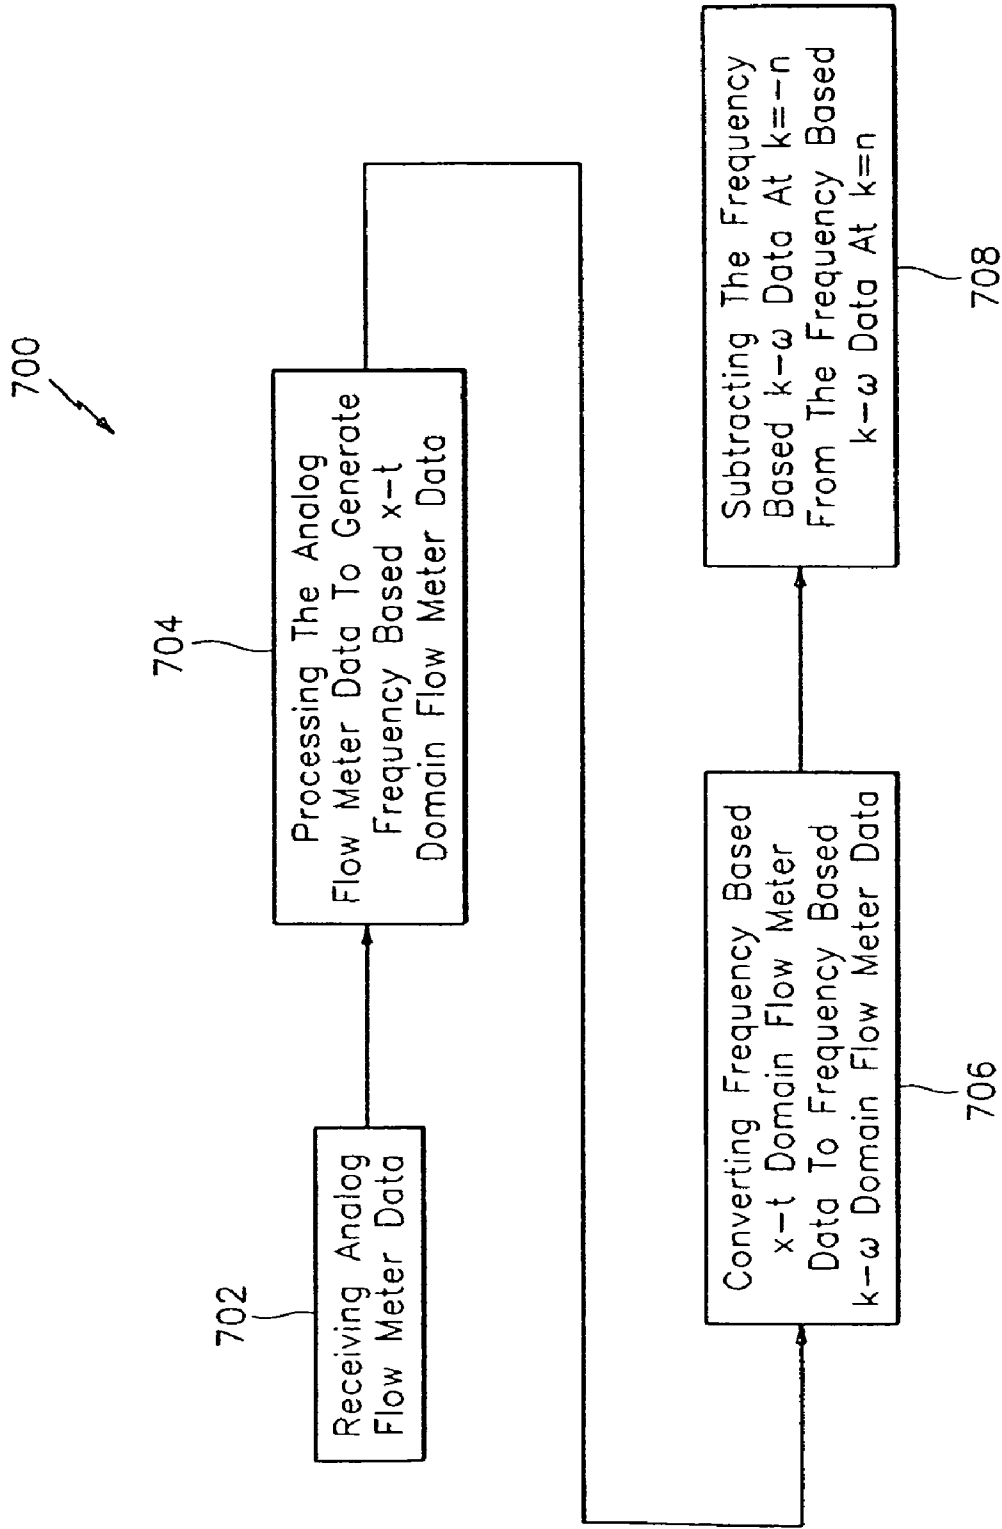 700
702
Receiving Analog
Flow Meter Data
704
Processing The Analog
Flow Meter Data To Generate
Frequency Based x-t
Domain Flow Meter Data
Converting Frequency Based
x-t Domain Flow Meter
Data To Frequency Based
k-ω Domain Flow Meter Data
706
Subtracting The Frequency
Based k-ω Data At k=-n
From The Frequency Based
k-ω Data At k=n
708